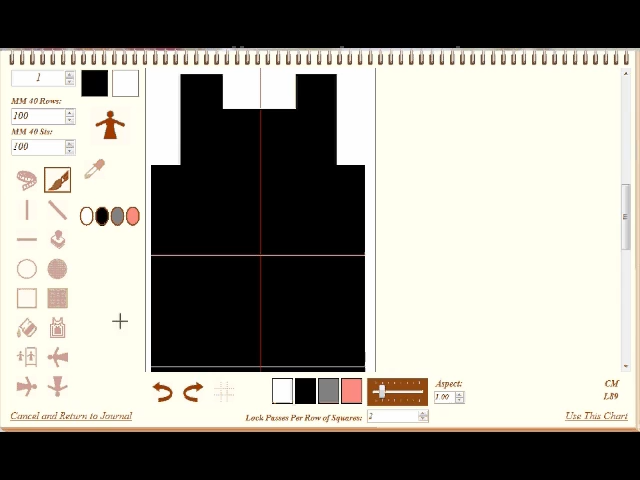 1
MM 40 Rows:
100
MM 40 Sts:
100
Aspect:
1.00
CM
L89
Cancel and Return to Journal
Lock Passes Per Row of Squares:
2
Use This Chart